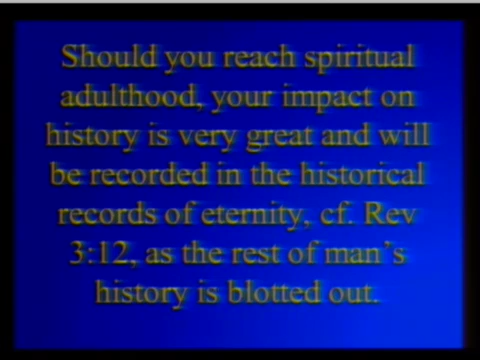 Should you reach spiritual
adulthood, your impact on
history is very great and will
be recorded in the historical
records of eternity, cf. Rev
3:12, as the rest of man's
history is blotted out.